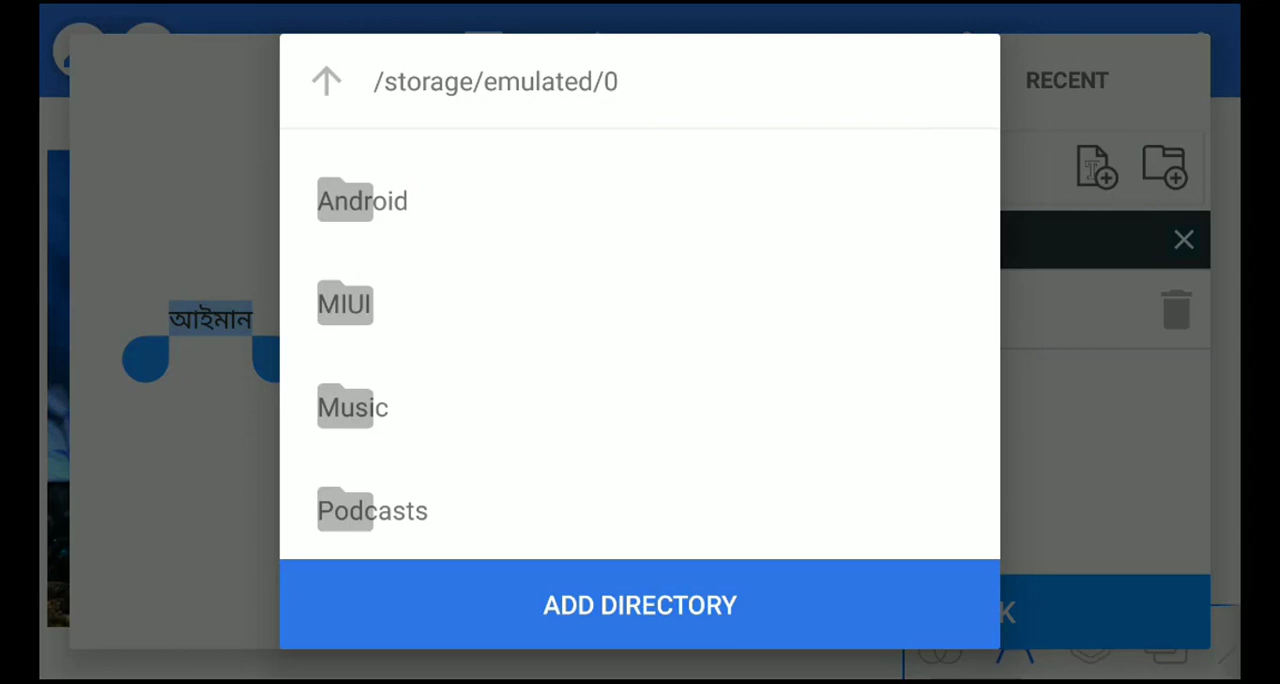 /storage/emulated/0
RECENT
Android
আইমান
MIUI
Music
Podcasts
ADD DIRECTORY
K